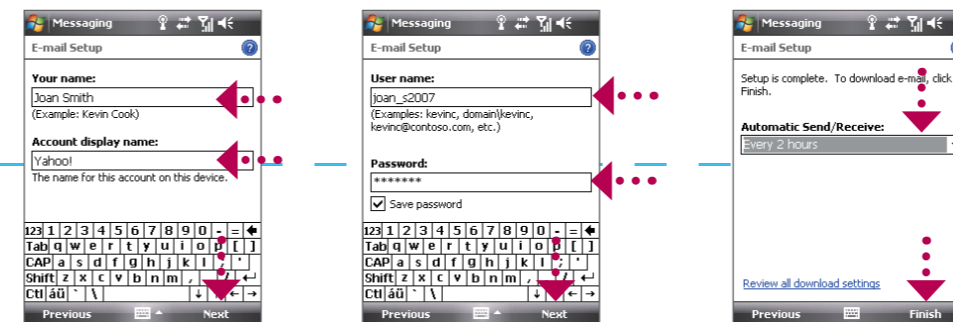 Messaging
E-mail Setup
Your name:
Joan Smith
(Example: Kevin Cook)
Account display name:
Yahoo!
The name for this account on this device.
123 1 2 3 4 5 6 7 8 9 0 - =
Tab q w e r t y u i o p [ ]
CAP a s d f g h j k l ; '
Shift z x c v b n m , /
Ctl áü ` \
Previous Next
Messaging
E-mail Setup
User name:
joan_s2007
(Examples: kevinc, domain\kevinc,
kevinc@contoso.com, etc.)
Password:
*******
Save password
123 1 2 3 4 5 6 7 8 9 0 - =
Tab q w e r t y u i o p [ ]
CAP a s d f g h j k l ; '
Shift z x c v b n m , /
Ctl áü ` \
Previous Next
Messaging
E-mail Setup
Setup is complete. To download e-mail, click
Finish.
Automatic Send/Receive:
Every 2 hours
Review all download settings
Previous Finish